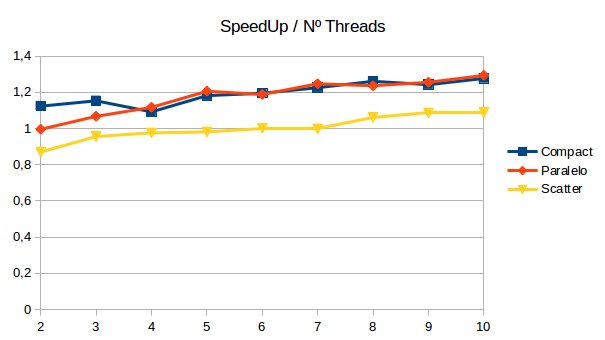 SpeedUp / Nº Threads
1,4
1,2
1
0,8
0,6
0,4
0,2
0
2 3 4 5 6 7 8 9 10
Compact
Paralelo
Scatter